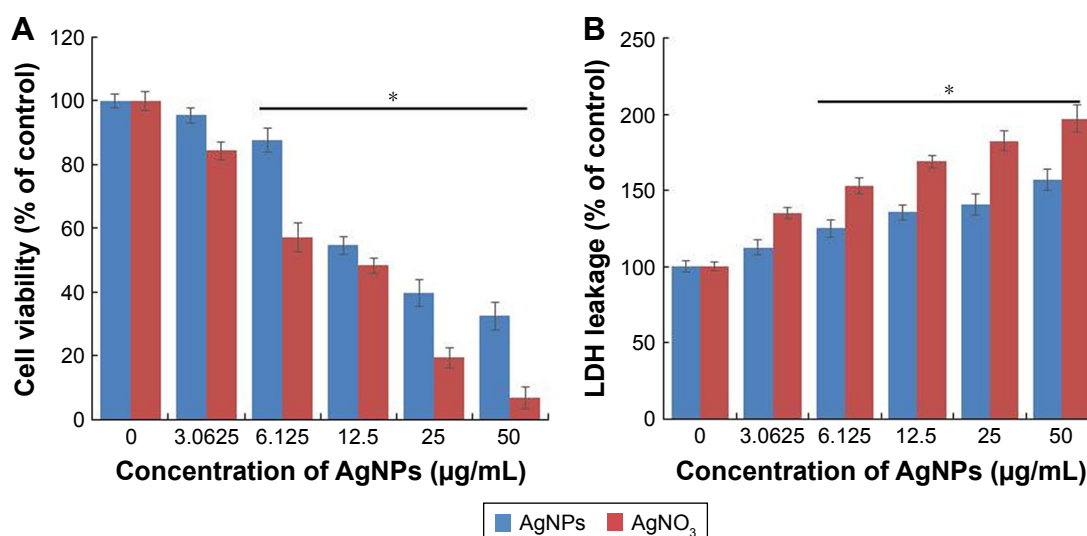 A
Cell viability (% of control)
120
100
80
60
40
20
0
*
0 3.0625 6.125 12.5 25 50
Concentration of AgNPs (µg/mL)
B
LDH leakage (% of control)
250
200
150
100
50
0
*
0 3.0625 6.125 12.5 25 50
Concentration of AgNPs (µg/mL)
AgNPs AgNO₃